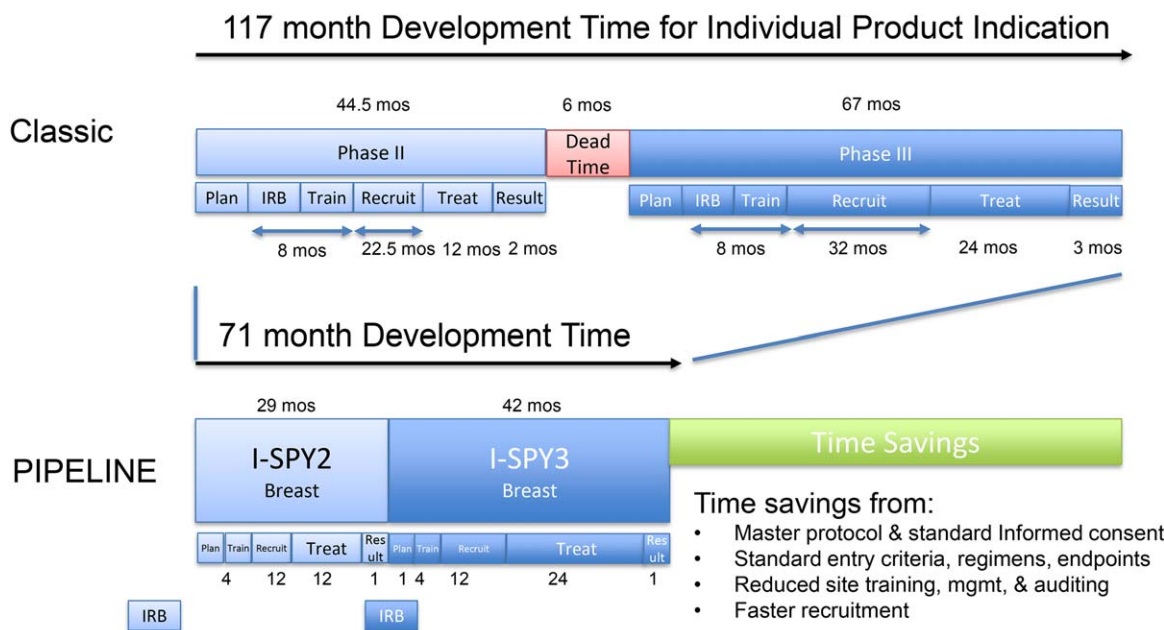 117 month Development Time for Individual Product Indication
Classic
44.5 mos
6 mos
67 mos
Phase II
Dead
Time
Phase III
Plan
IRB
Train
Recruit
Treat
Result
Plan
IRB
Train
Recruit
Treat
Result
8 mos
22.5 mos
12 mos
2 mos
8 mos
32 mos
24 mos
3 mos
71 month Development Time
29 mos
42 mos
PIPELINE
I-SPY2
Breast
I-SPY3
Breast
Time Savings
Plan
Train
Recruit
Treat
Res
ult
Plan
Train
Recruit
Treat
Res
ult
4
12
12
1
1
4
12
24
1
IRB
IRB
Time savings from:
• Master protocol & standard Informed consent
• Standard entry criteria, regimens, endpoints
• Reduced site training, mgmt, & auditing
• Faster recruitment